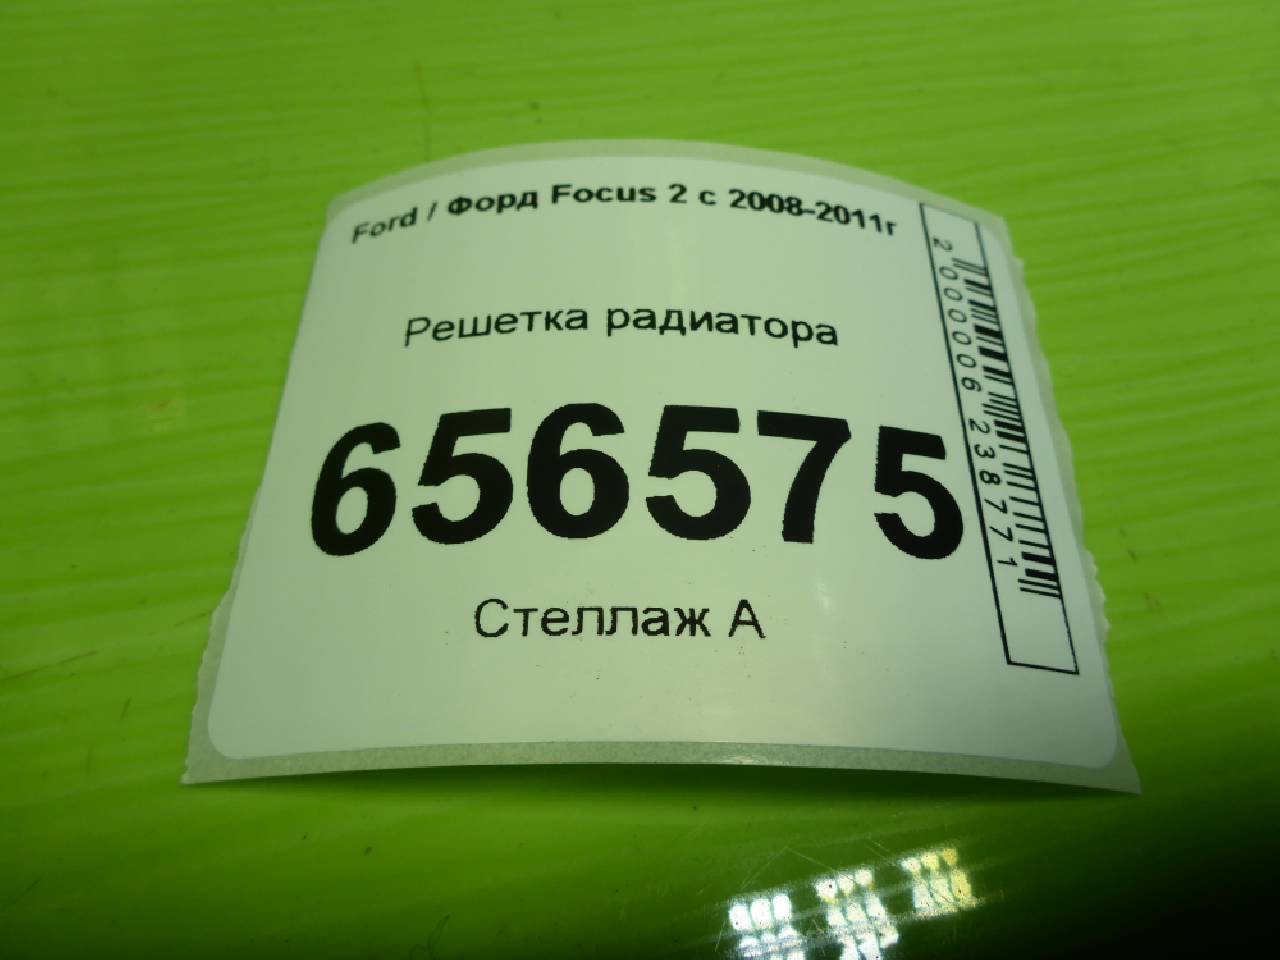 Ford / Форд Focus 2 с 2008-2011г
Решетка радиатора
656575
Стеллаж А
2000006238771